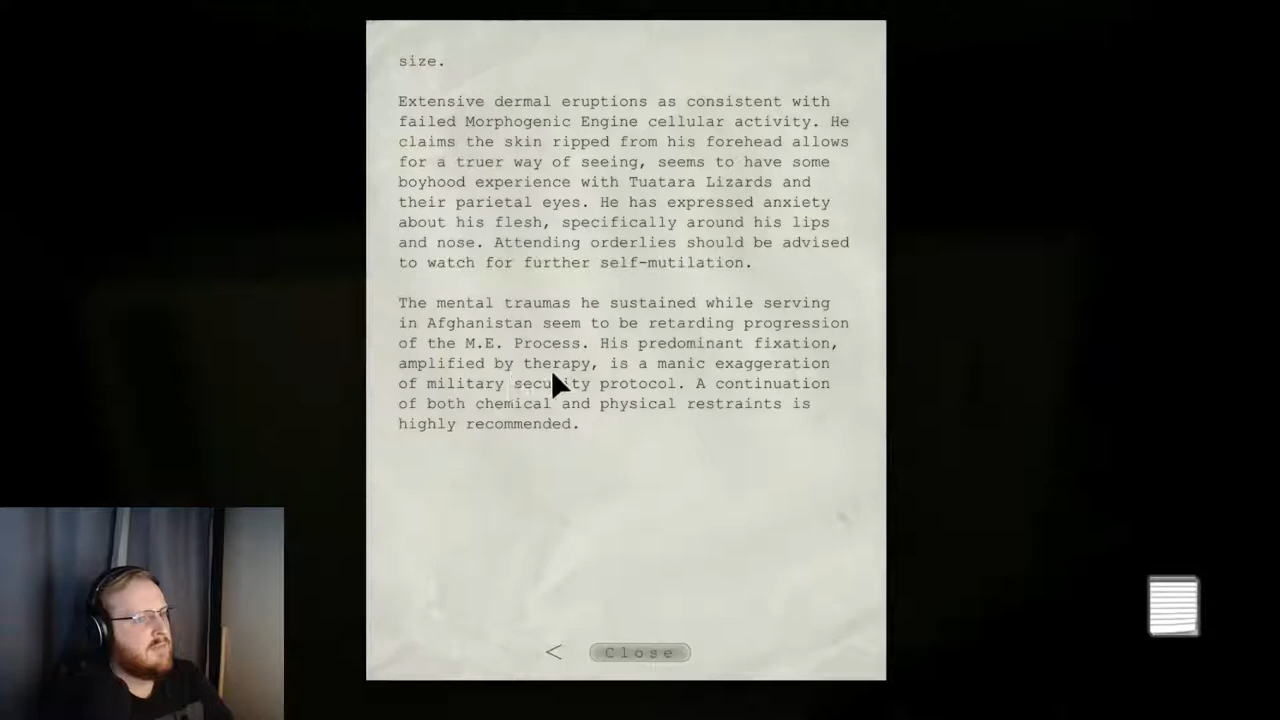 size.
Extensive dermal eruptions as consistent with
failed Morphogenic Engine cellular activity. He
claims the skin ripped from his forehead allows
for a truer way of seeing, seems to have some
boyhood experience with Tuatara Lizards and
their parietal eyes. He has expressed anxiety
about his flesh, specifically around his lips
and nose. Attending orderlies should be advised
to watch for further self-mutilation.
The mental traumas he sustained while serving
in Afghanistan seem to be retarding progression
of the M.E. Process. His predominant fixation,
amplified by therapy, is a manic exaggeration
of military security protocol. A continuation
of both chemical and physical restraints is
highly recommended.
< Close